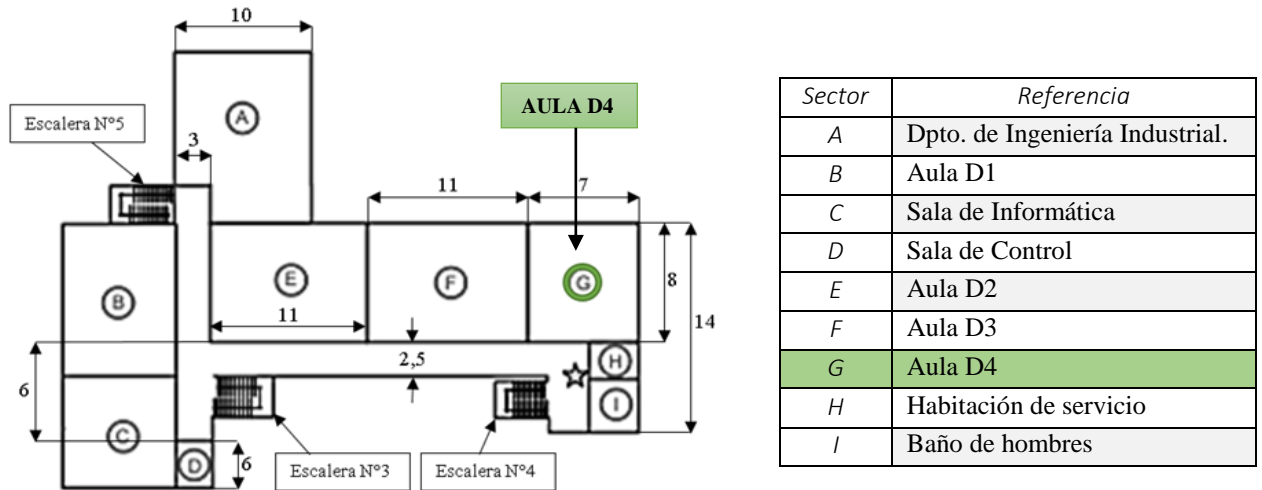 10
A
AULA D4
Escalera N°5
3
11
7
E
F
G
B
8
11
14
2,5
H
6
I
C
D
6
Escalera N°3
Escalera N°4
Sector Referencia
A Dpto. de Ingeniería Industrial.
B Aula D1
C Sala de Informática
D Sala de Control
E Aula D2
F Aula D3
G Aula D4
H Habitación de servicio
I Baño de hombres